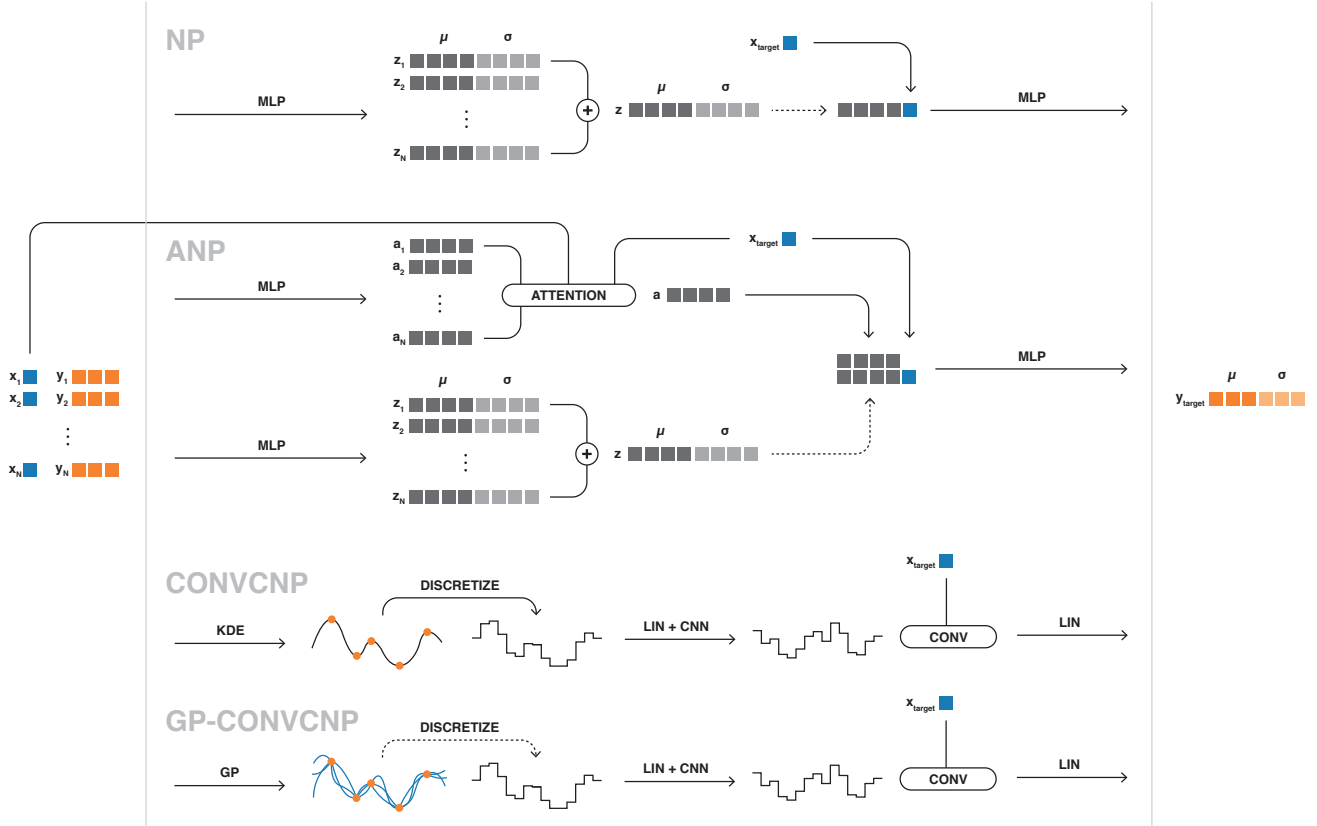 NP
μ σ
x_target
z_1
MLP
z_2
μ σ
z
MLP
z_N
ANP
a_1
x_target
a_2
MLP
ATTENTION
a
a_N
MLP
x_1 y_1
μ σ
x_2 y_2
z_1
z_2
μ σ
y_target
MLP
μ σ
z
x_N y_N
z_N
CONVCNP
x_target
DISCRETIZE
KDE
LIN + CNN
CONV
LIN
GP-CONVCNP
x_target
DISCRETIZE
GP
LIN + CNN
CONV
LIN